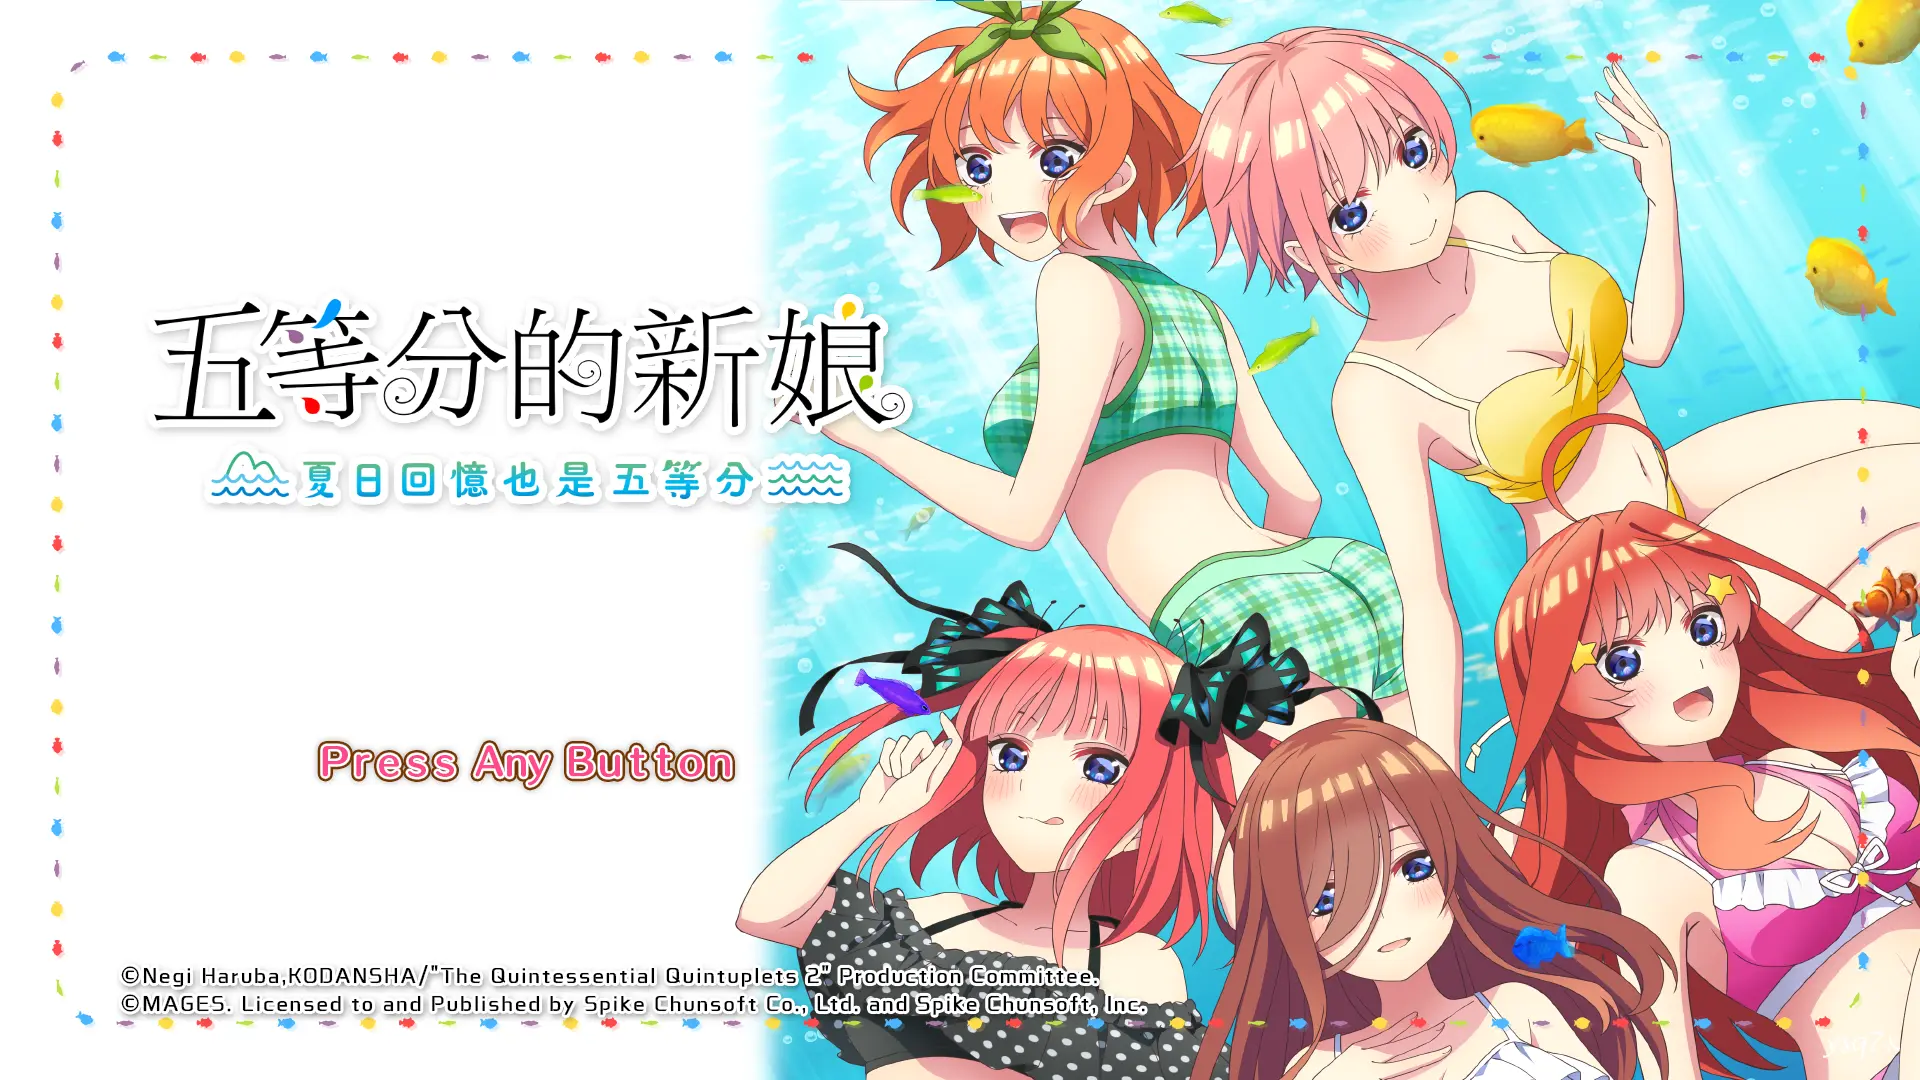 五等分的新娘
夏日回憶也是五等分
Press Any Button
©Negi Haruba,KODANSHA/"The Quintessential Quintuplets 2" Production Committee.
©MAGES. Licensed to and Published by Spike Chunsoft Co., Ltd. and Spike Chunsoft, Inc.